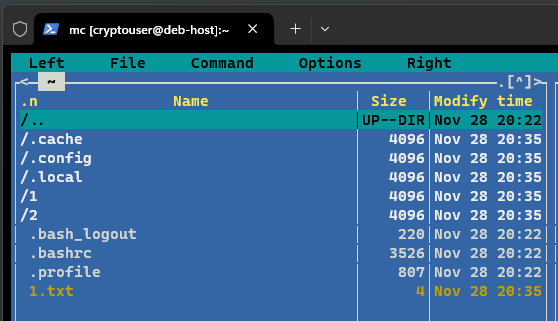 mc [cryptouser@deb-host]:~
Left File Command Options Right
<- ~ .[^]>
.n Name Size Modify time
/.. UP--DIR Nov 28 20:22
/.cache 4096 Nov 28 20:35
/.config 4096 Nov 28 20:35
/.local 4096 Nov 28 20:35
/1 4096 Nov 28 20:35
/2 4096 Nov 28 20:35
.bash_logout 220 Nov 28 20:22
.bashrc 3526 Nov 28 20:22
.profile 807 Nov 28 20:22
1.txt 4 Nov 28 20:35